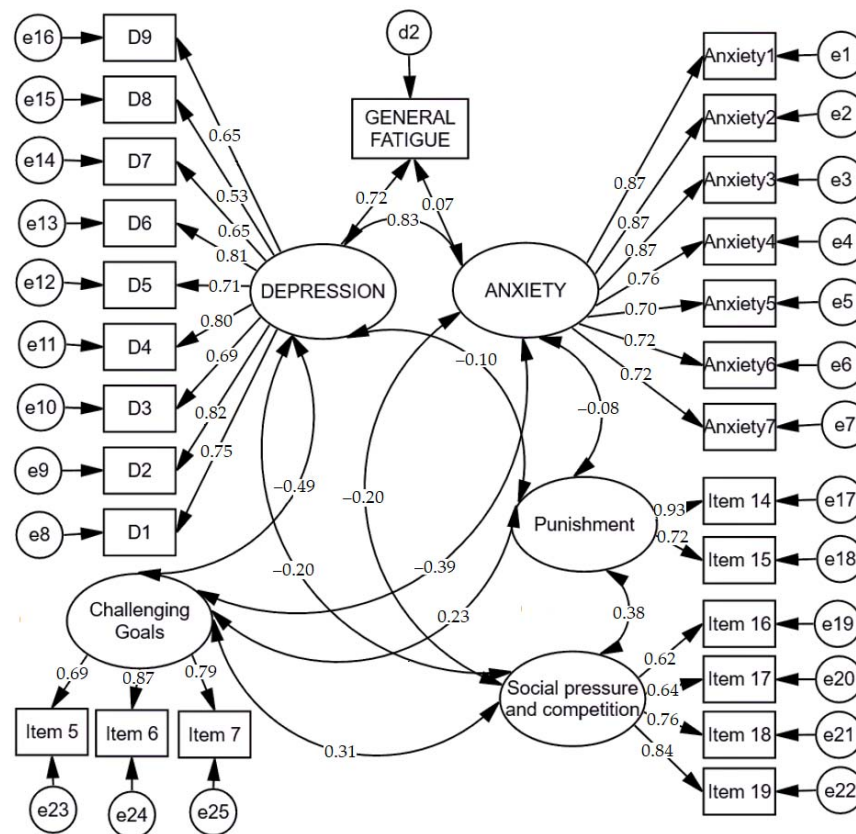 e16
D9
0.65
e15
D8
0.53
e14
D7
0.65
e13
D6
0.81
e12
D5
0.71
e11
D4
0.80
e10
D3
0.69
e9
D2
0.82
e8
D1
0.75
d2
GENERAL
FATIGUE
0.72
0.07
0.83
DEPRESSION
ANXIETY
Anxiety1
e1
0.87
Anxiety2
e2
0.87
Anxiety3
e3
0.87
Anxiety4
e4
0.76
Anxiety5
e5
0.70
Anxiety6
e6
0.72
Anxiety7
e7
0.72
–0.10
–0.08
–0.49
–0.20
–0.20
–0.39
0.23
0.38
0.31
Punishment
0.93
Item 14
e17
0.72
Item 15
e18
Social pressure
and competition
0.62
Item 16
e19
0.64
Item 17
e20
0.76
Item 18
e21
0.84
Item 19
e22
Challenging
Goals
0.69
0.87
0.79
Item 5
Item 6
Item 7
e23
e24
e25